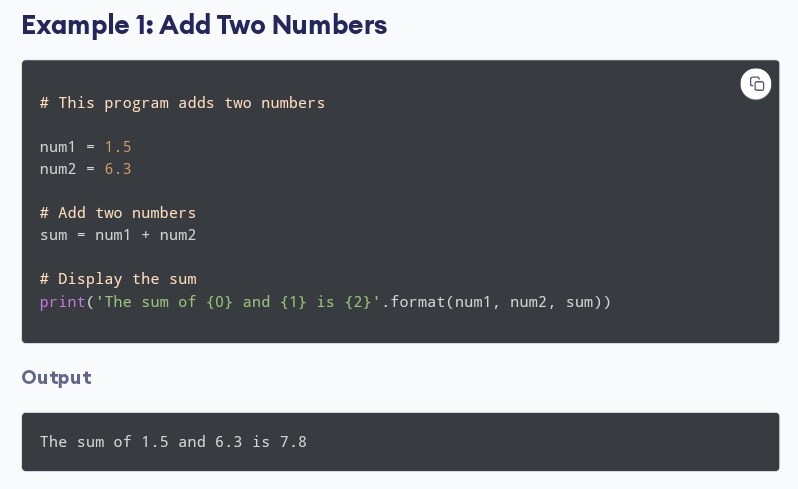 Example 1: Add Two Numbers
# This program adds two numbers
num1 = 1.5
num2 = 6.3
# Add two numbers
sum = num1 + num2
# Display the sum
print('The sum of {0} and {1} is {2}'.format(num1, num2, sum))
Output
The sum of 1.5 and 6.3 is 7.8